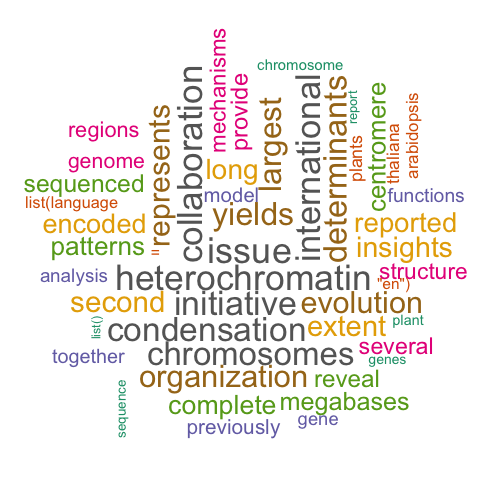 mechanisms
chromosome
collaboration
provide
international
largest
determinants
report
plants
centromere
thaliana
arabidopsis
represents
regions
genome
long
sequenced
model
functions
list(language
yields
encoded
reported
patterns
=
issue.
insights
analysis
heterochromatin
structure
"en")
second
initiative
evolution
list()
condensation
extent
plant
together
chromosomes
several
genes
organization
reveal
sequence
complete
megabases
previously
gene